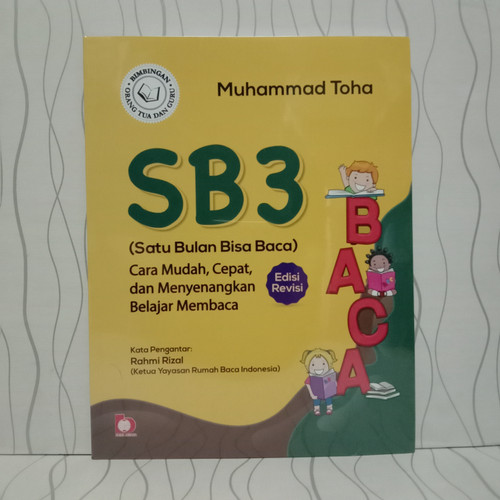 BIMBINGAN
ORANG TUA DAN GURU
Muhammad Toha
SB3
(Satu Bulan Bisa Baca)
Cara Mudah, Cepat,
dan Menyenangkan
Belajar Membaca
Edisi
Revisi
BACA
Kata Pengantar:
Rahmi Rizal
(Ketua Yayasan Rumah Baca Indonesia)